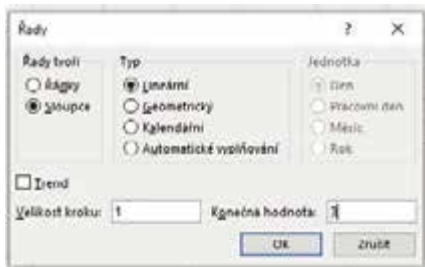 Řady ? ×
Řady tvoří Typ Jednotka
Řádky Lineární Den
Sloupce Geometrický Pracovní den
Kalendářní Měsíc
Automatické vyplňování Rok
Trend
Velikost kroku: 1 Konečná hodnota:
OK Zrušit